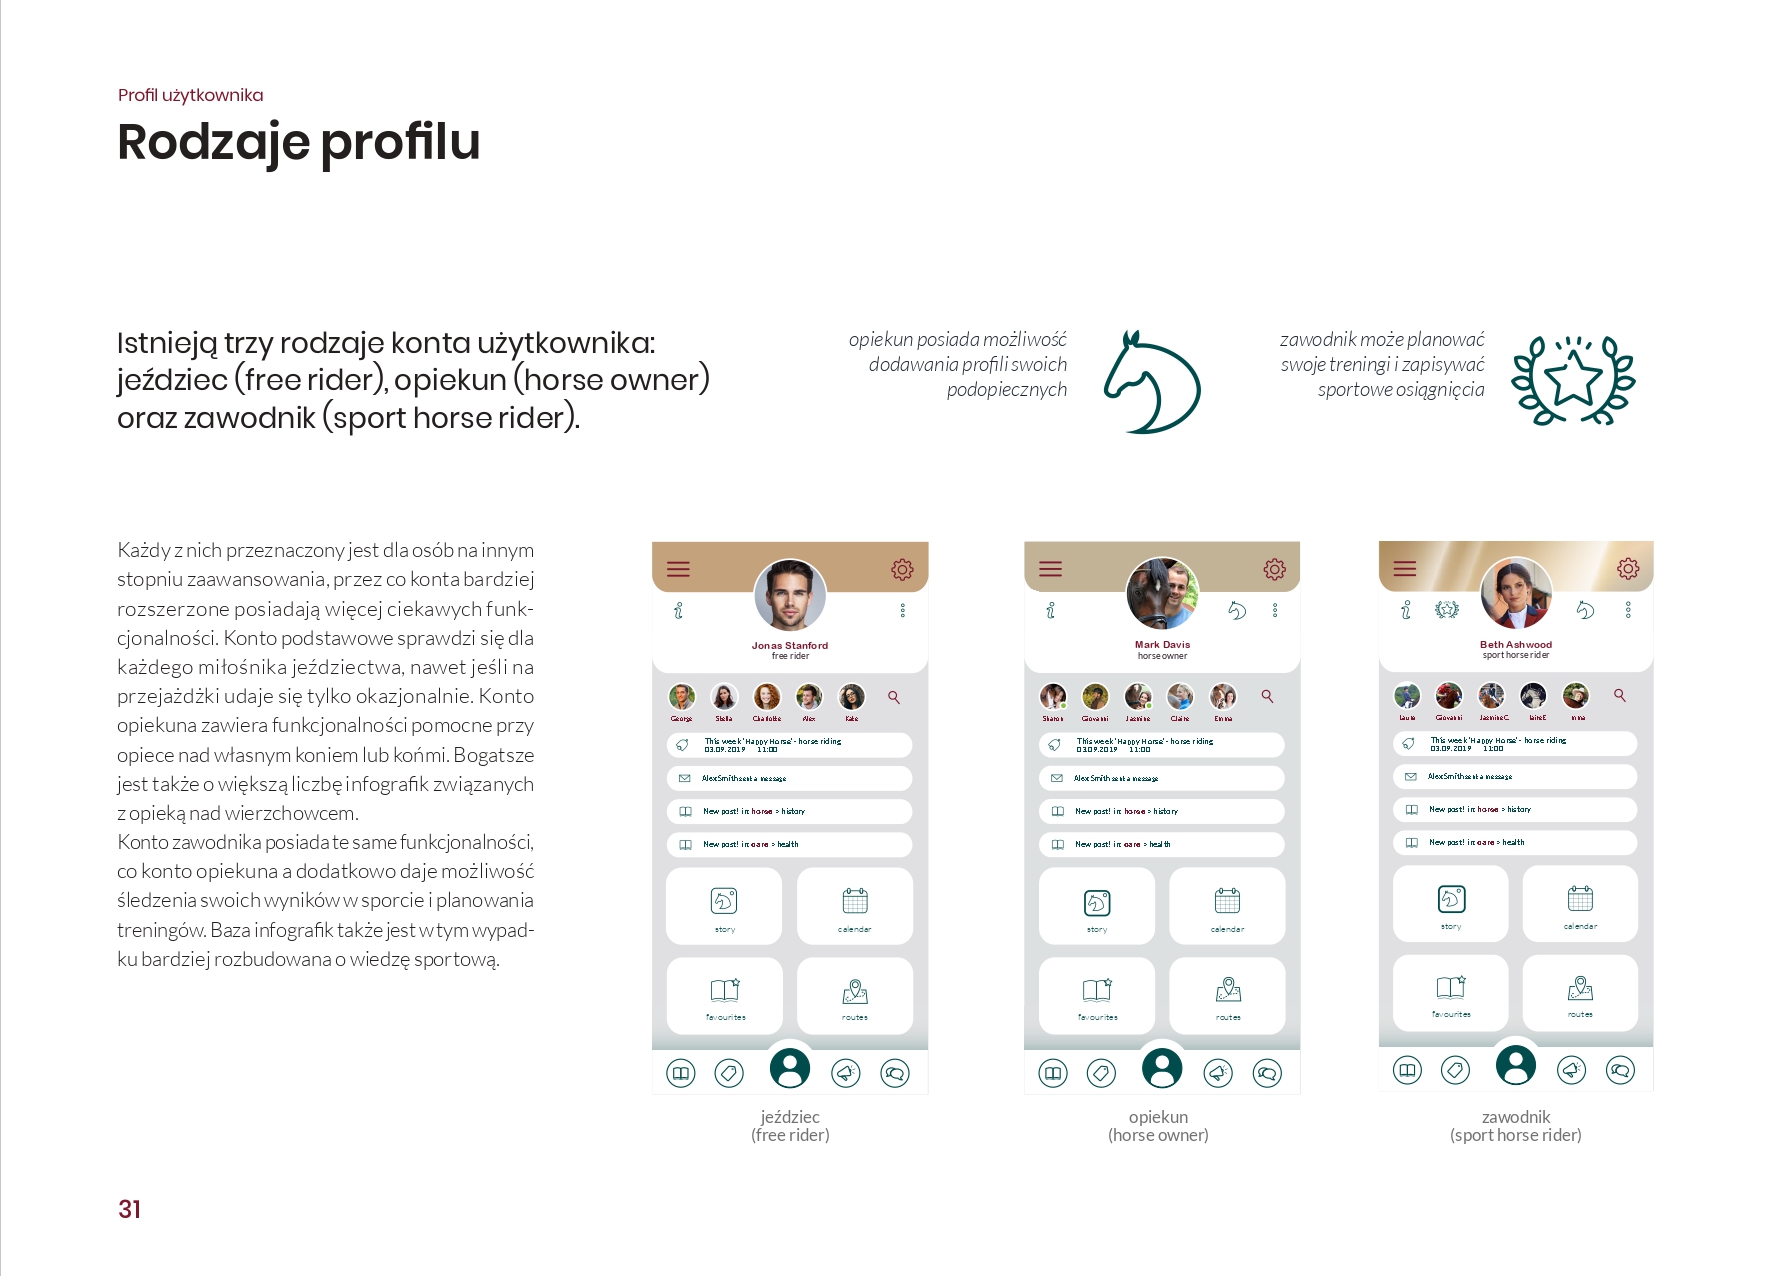 Profil użytkownika
Rodzaje profilu
Istnieją trzy rodzaje konta użytkownika:
jeździec (free rider), opiekun (horse owner)
oraz zawodnik (sport horse rider).
opiekun posiada możliwość
dodawania profili swoich
podopiecznych
zawodnik może planować
swoje treningi i zapisywać
sportowe osiągnięcia
Każdy z nich przeznaczony jest dla osób na innym
stopniu zaawansowania, przez co konta bardziej
rozszerzone posiadają więcej ciekawych funk-
cjonalności. Konto podstawowe sprawdzi się dla
każdego miłośnika jeździectwa, nawet jeśli na
przejażdżki udaje się tylko okazjonalnie. Konto
opiekuna zawiera funkcjonalności pomocne przy
opiece nad własnym koniem lub końmi. Bogatsze
jest także o większą liczbę infografik związanych
z opieką nad wierzchowcem.
Konto zawodnika posiada te same funkcjonalności,
co konto opiekuna a dodatkowo daje możliwość
śledzenia swoich wyników w sporcie i planowania
treningów. Baza infografik także jest w tym wypad-
ku bardziej rozbudowana o wiedzę sportową.
Jonas Stanford
free rider
George Stella Charlotte Alex Kate
This week 'Happy Horse' - horse riding
03.09.2019 11:00
Alex Smith sent a message
New post! in: horse > history
New post! in: care > health
story calendar
favourites routes
jeździec
(free rider)
Mark Davis
horse owner
Sharon Giovanni Jasmine Claire Emma
This week 'Happy Horse' - horse riding
03.09.2019 11:00
Alex Smith sent a message
New post! in: horse > history
New post! in: care > health
story calendar
favourites routes
opiekun
(horse owner)
Beth Ashwood
sport horse rider
Laura Giovanni Jasmine C.
This week 'Happy Horse' - horse riding
03.09.2019 11:00
Alex Smith sent a message
New post! in: horse > history
New post! in: care > health
story calendar
favourites routes
zawodnik
(sport horse rider)
31